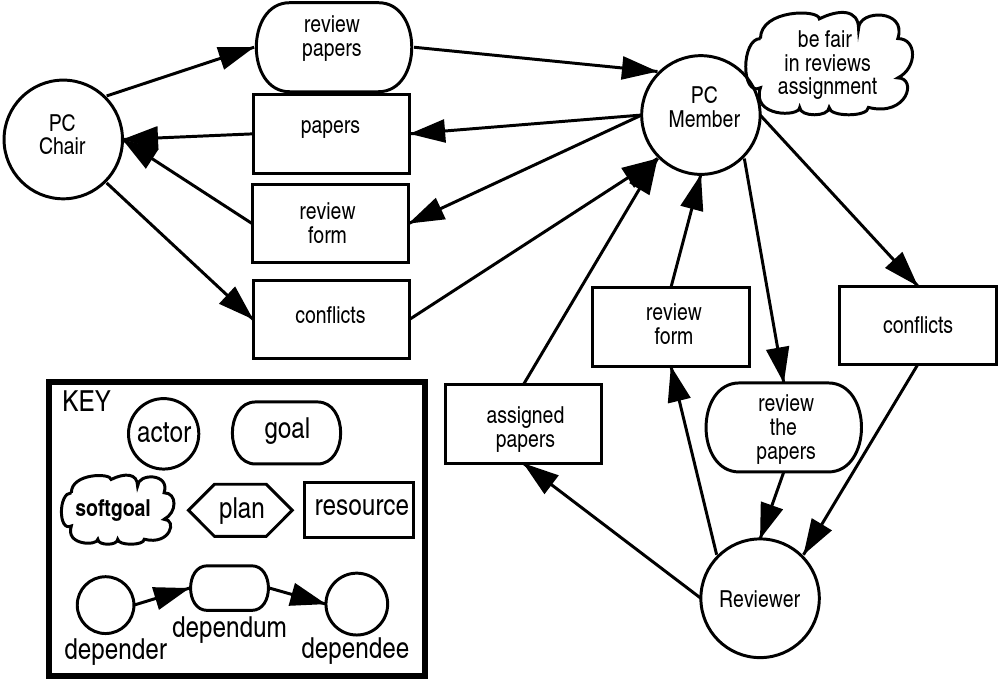 review
papers
be fair
in reviews
assignment
PC
Chair
papers
PC
Member
review
form
conflicts
review
form
conflicts
assigned
papers
review
the
papers
Reviewer
KEY
actor
goal
softgoal
plan
resource
depender
dependum
dependee